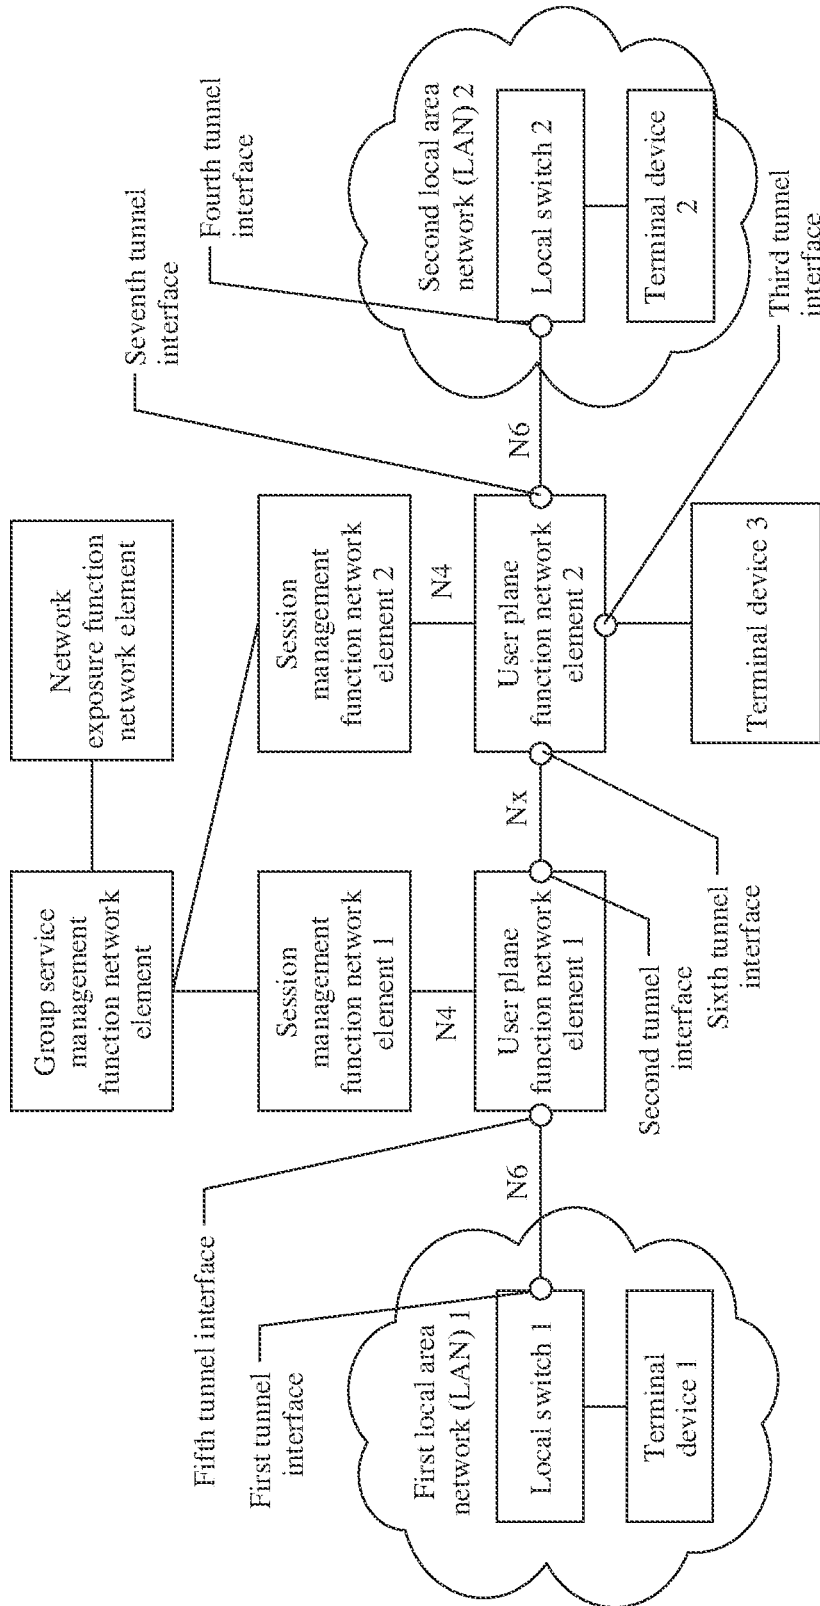 Group service
management
function network
element
Network
exposure function
network element
Seventh tunnel
interface
Fourth tunnel
interface
Fifth tunnel interface
First tunnel
interface
Session
management
function network
element 1
Session
management
function network
element 2
First local area
network (LAN) 1
Second local area
network (LAN) 2
N4
N4
Local switch 1
N6
User plane
function network
element 1
Nx
User plane
function network
element 2
N6
Local switch 2
Terminal
device 1
Terminal device
2
Second tunnel
interface
Sixth tunnel
interface
Terminal device 3
Third tunnel
interface